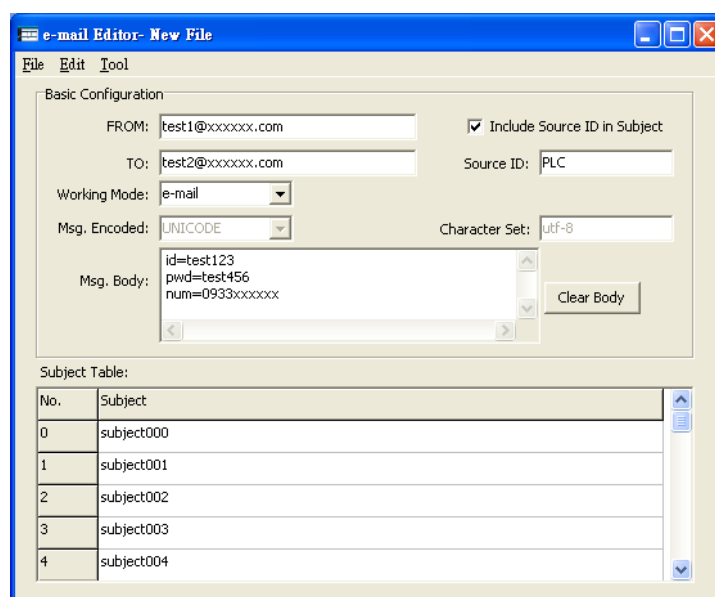 e-mail Editor- New File
File Edit Tool
Basic Configuration
FROM: test1@xxxxxx.com Include Source ID in Subject
TO: test2@xxxxxx.com Source ID: PLC
Working Mode: e-mail
Msg. Encoded: UNICODE Character Set: utf-8
Msg. Body: id=test123
pwd=test456
num=0933xxxxxx
Clear Body
Subject Table:
No. Subject
0 subject000
1 subject001
2 subject002
3 subject003
4 subject004